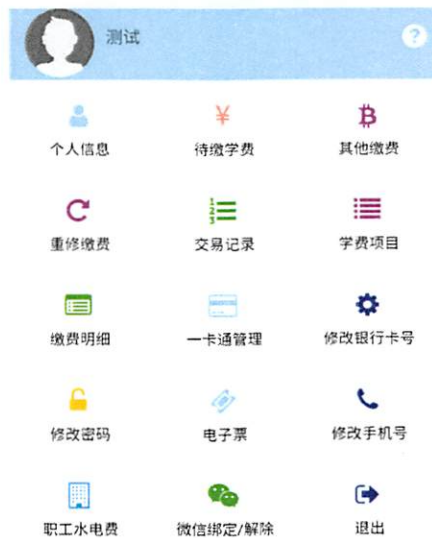 测试
?
个人信息 待缴学费 其他缴费
重修缴费 交易记录 学费项目
缴费明细 一卡通管理 修改银行卡号
修改密码 电子票 修改手机号
职工水电费 微信绑定/解除 退出